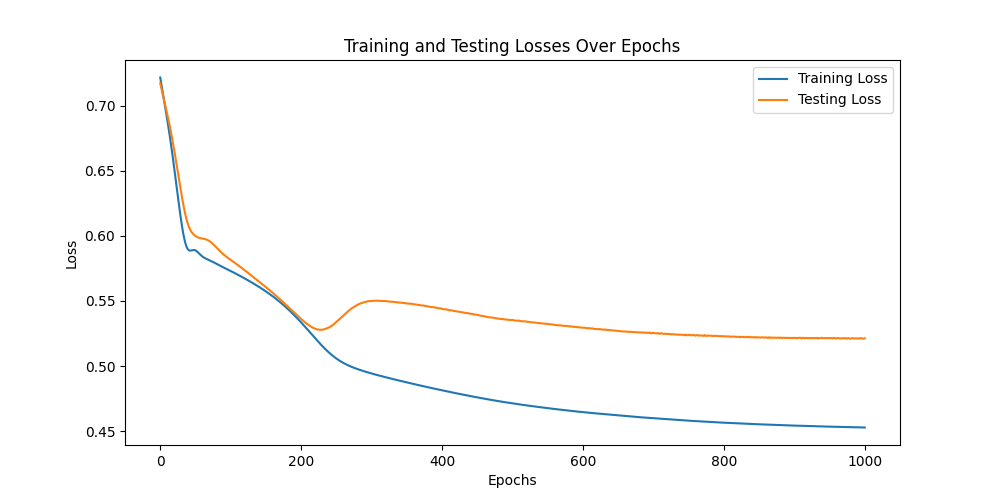 Training and Testing Losses Over Epochs
Training Loss
Testing Loss
0.70
0.65
0.60
0.55
0.50
0.45
Loss
0 200 400 600 800 1000
Epochs